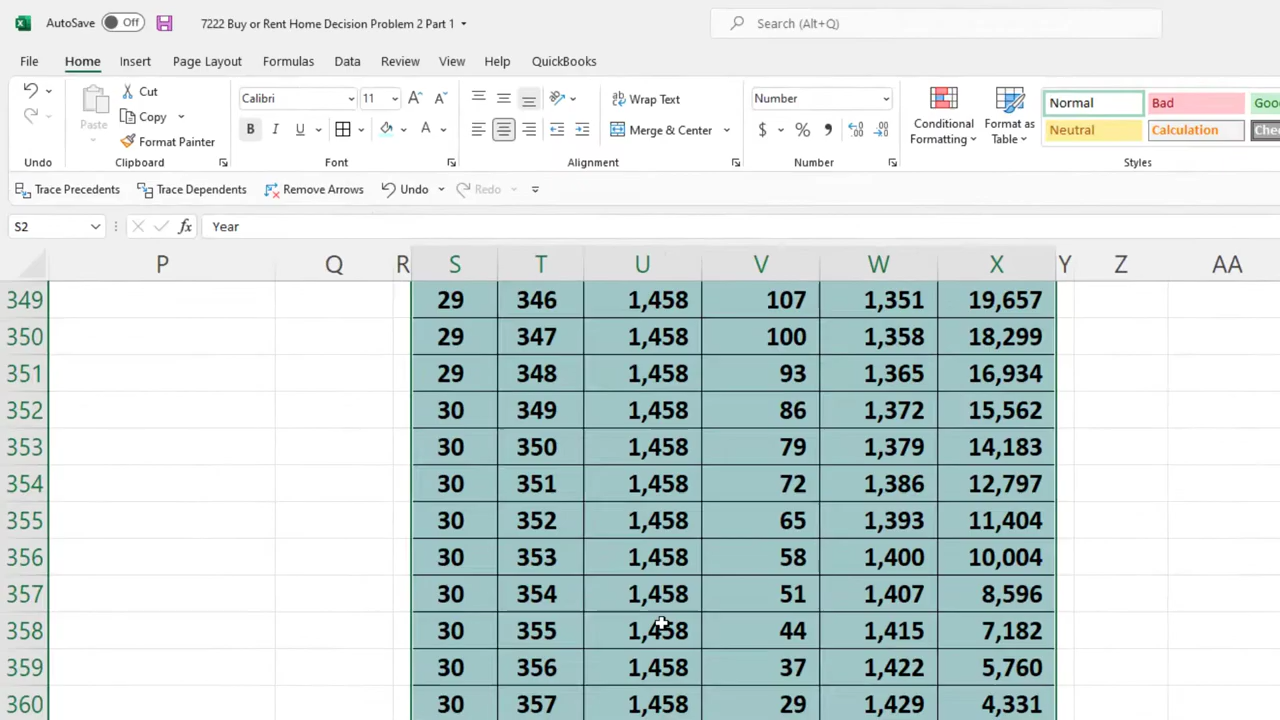 AutoSave Off 7222 Buy or Rent Home Decision Problem 2 Part 1 Search (Alt+Q)
File Home Insert Page Layout Formulas Data Review View Help QuickBooks
Paste Cut Calibri 11 A A Wrap Text Number Conditional Formatting Format as Table Normal Bad Goo
Copy B I U A Merge & Center $ % Neutral Calculation Che
Format Painter
Undo Clipboard Font Alignment Number Styles
Trace Precedents Trace Dependents Remove Arrows Undo Redo
S2 fx Year
P Q R S T U V W X Y Z AA
349 29 346 1,458 107 1,351 19,657
350 29 347 1,458 100 1,358 18,299
351 29 348 1,458 93 1,365 16,934
352 30 349 1,458 86 1,372 15,562
353 30 350 1,458 79 1,379 14,183
354 30 351 1,458 72 1,386 12,797
355 30 352 1,458 65 1,393 11,404
356 30 353 1,458 58 1,400 10,004
357 30 354 1,458 51 1,407 8,596
358 30 355 1,458 44 1,415 7,182
359 30 356 1,458 37 1,422 5,760
360 30 357 1,458 29 1,429 4,331